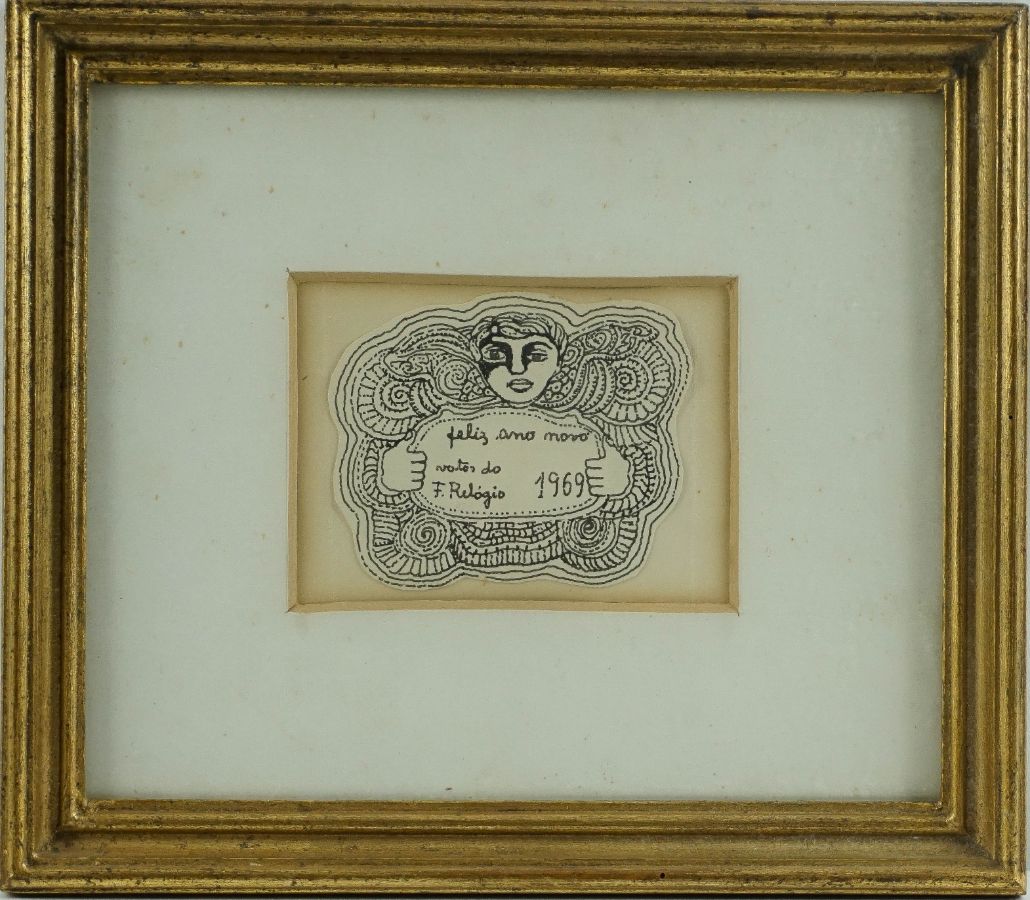 feliz ano novo
votos do
F. Relógio 1969